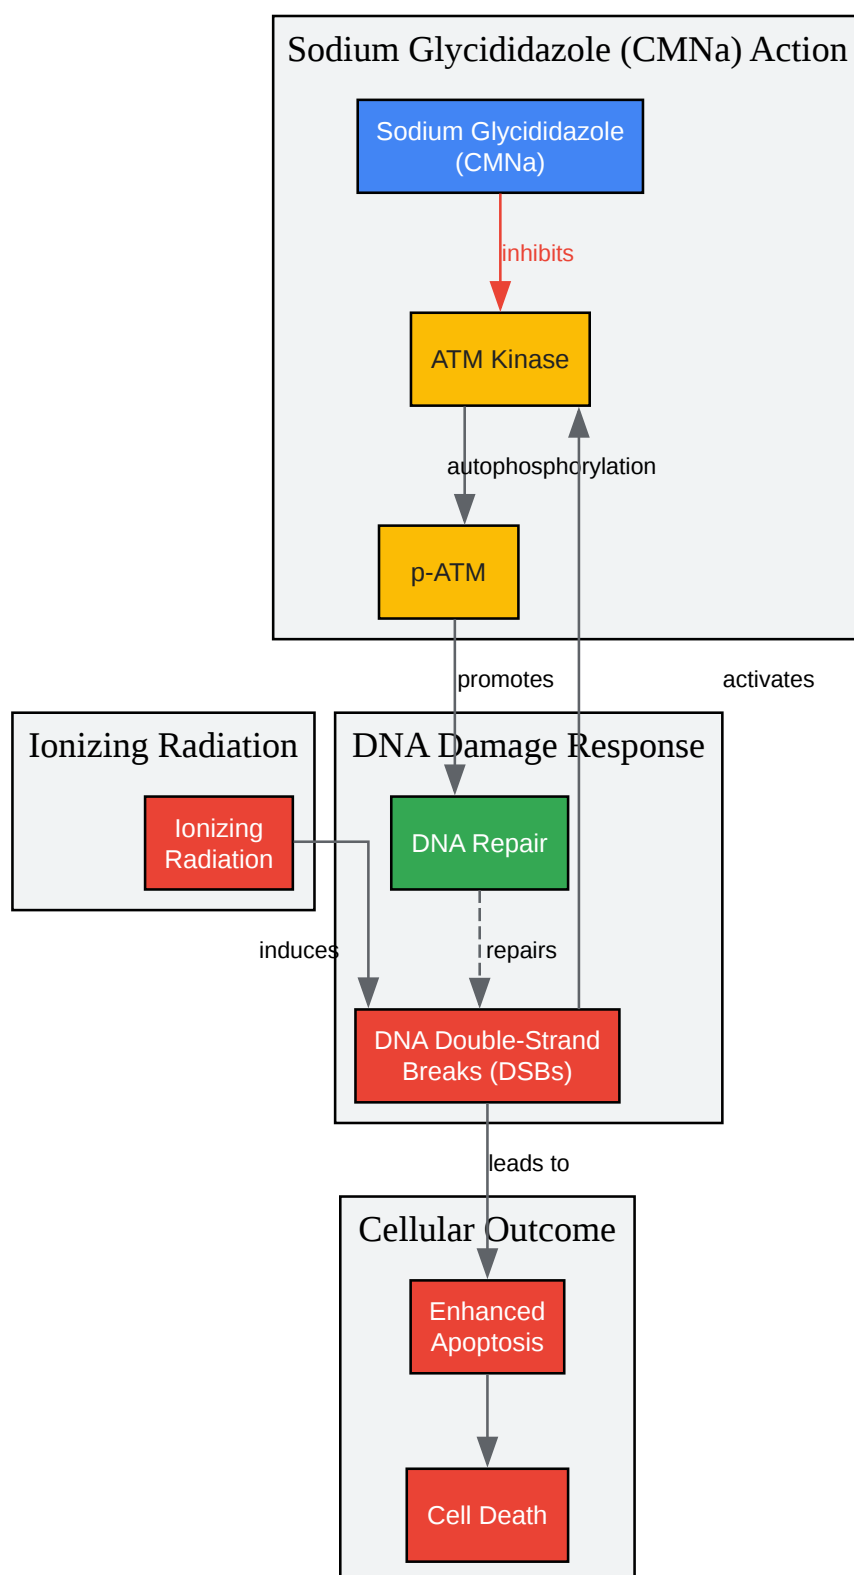 Sodium Glycididazole (CMNa) Action
Sodium Glycididazole
(CMNa)
inhibits
ATM Kinase
autophosphorylation
p-ATM
promotes
activates
Ionizing Radiation
DNA Damage Response
Ionizing
Radiation
DNA Repair
induces
repairs
DNA Double-Strand
Breaks (DSBs)
leads to
Cellular Outcome
Enhanced
Apoptosis
Cell Death